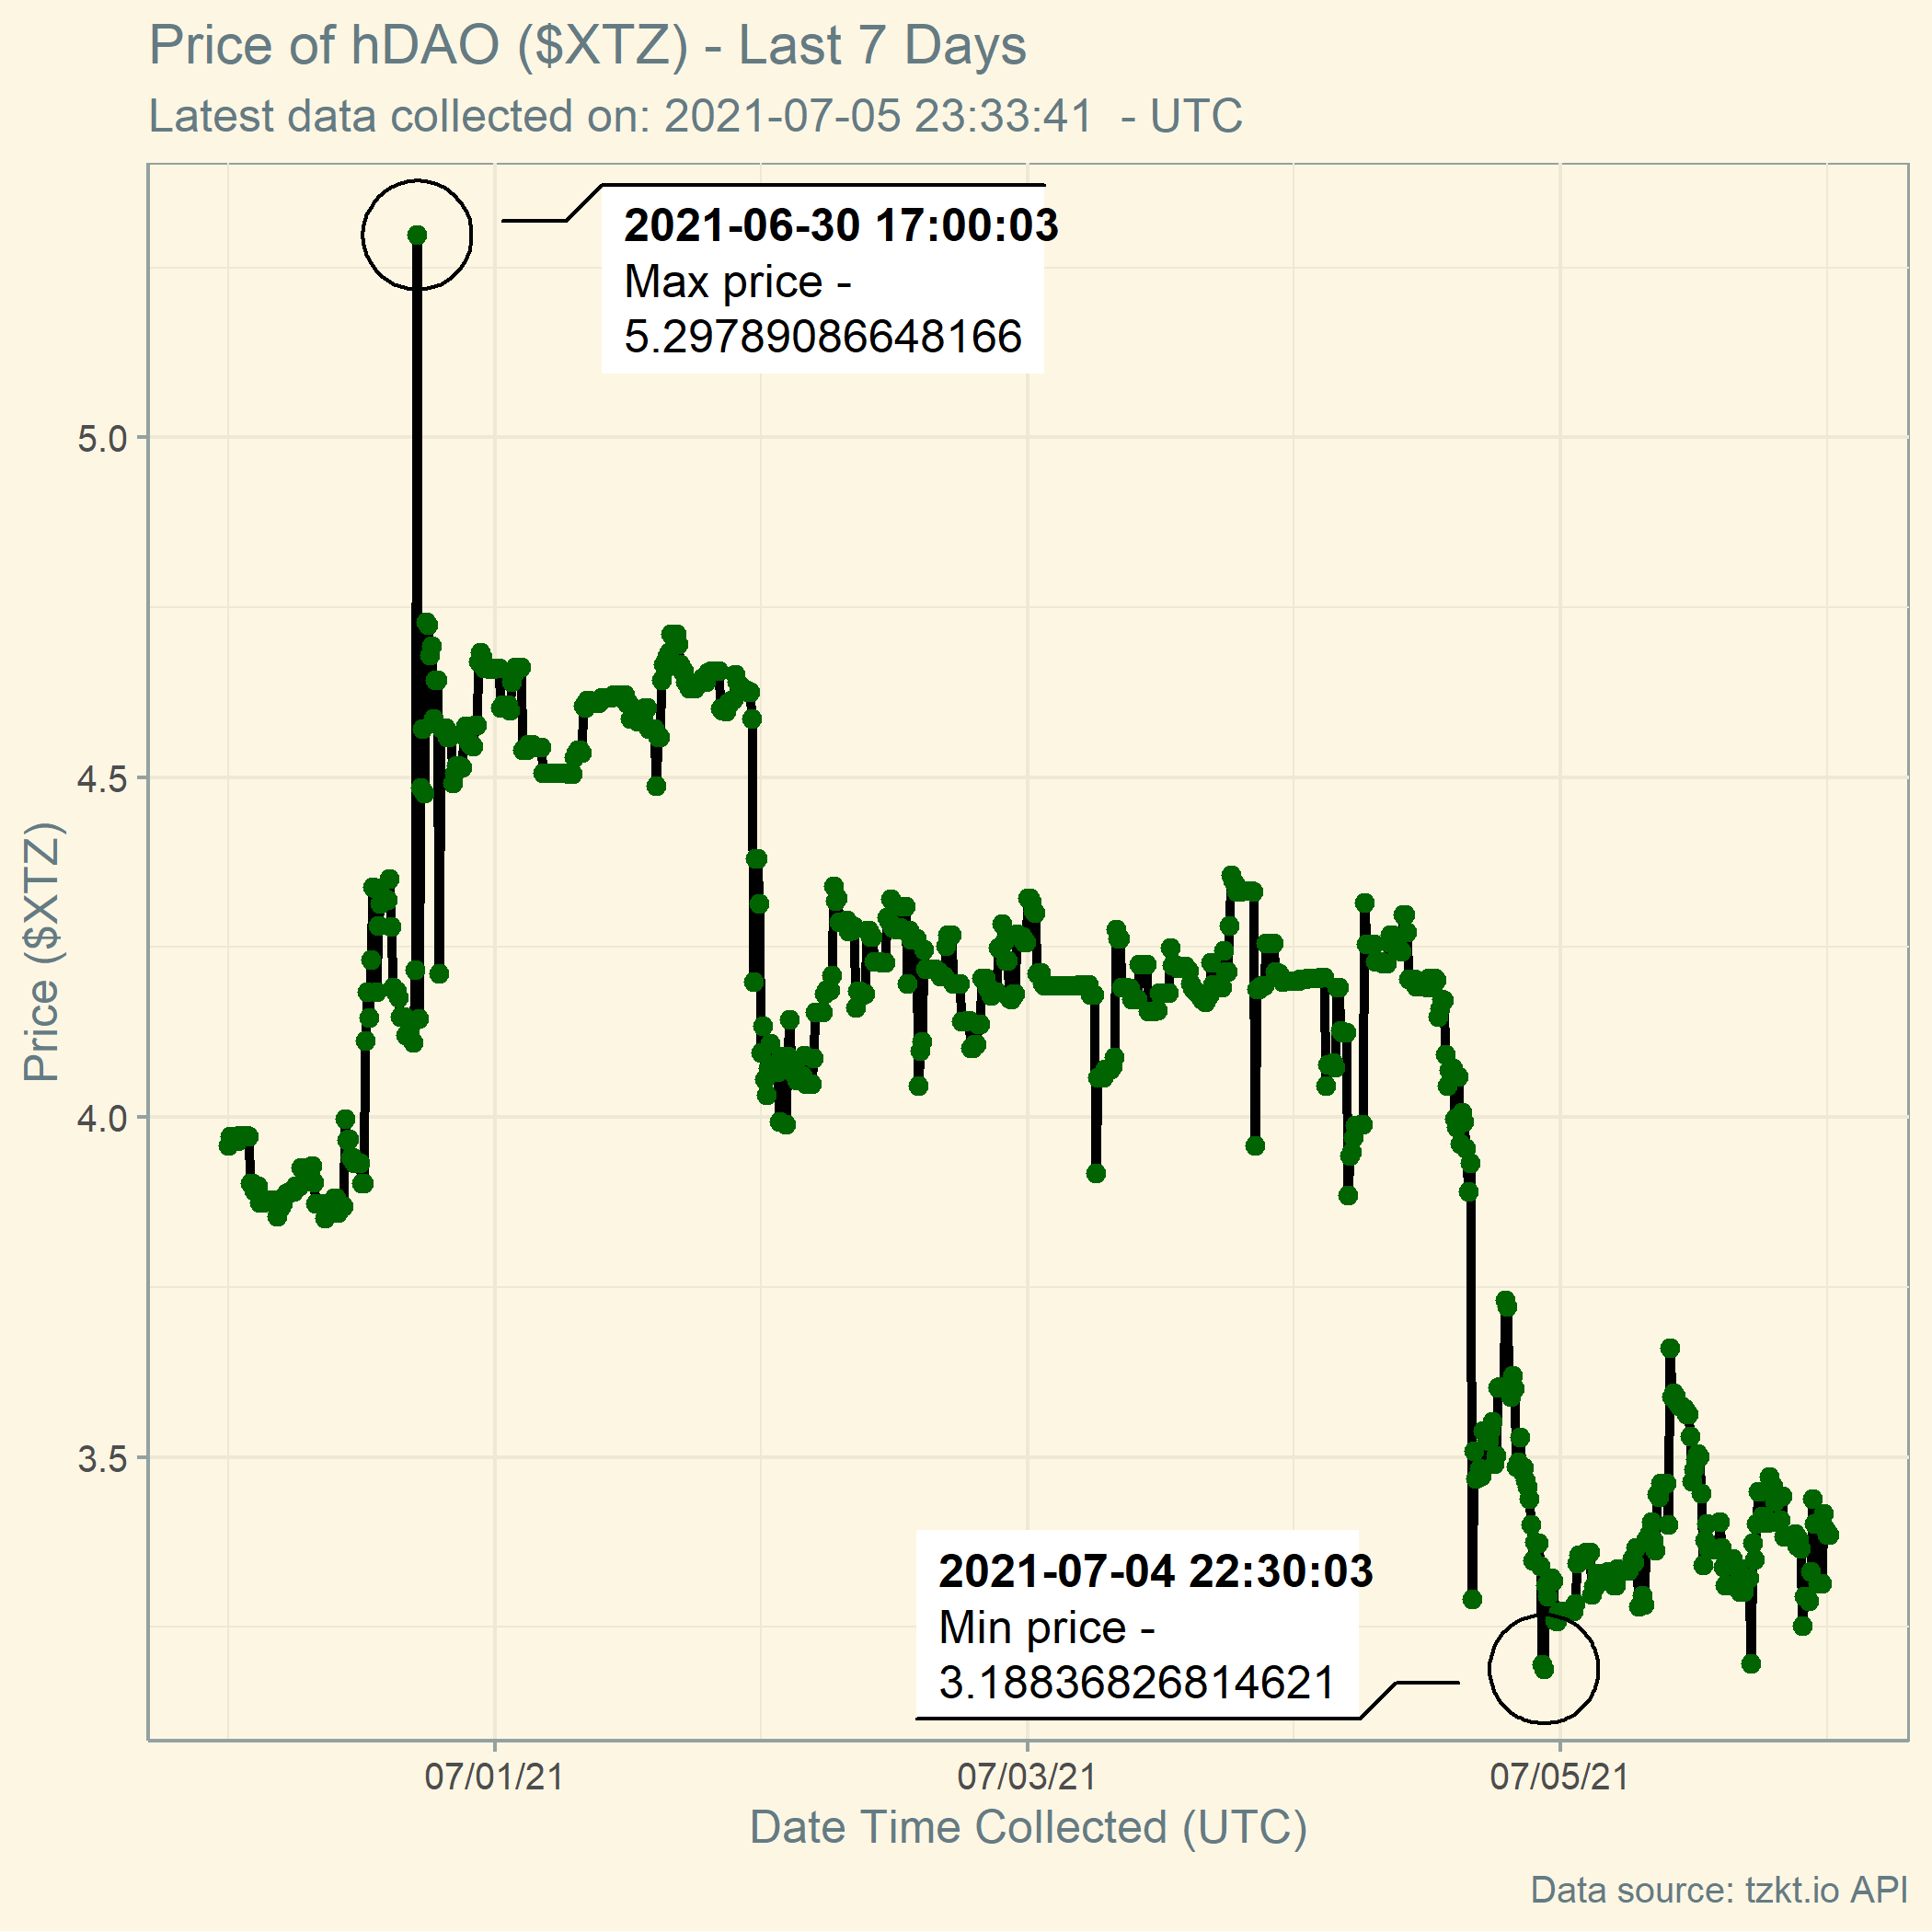 Price of hDAO ($XTZ) - Last 7 Days
Latest data collected on: 2021-07-05 23:33:41  - UTC
2021-06-30 17:00:03
Max price -
5.29789086648166
5.0
4.5
4.0
3.5
Price ($XTZ)
2021-07-04 22:30:03
Min price -
3.18836826814621
07/01/21
07/03/21
07/05/21
Date Time Collected (UTC)
Data source: tzkt.io API